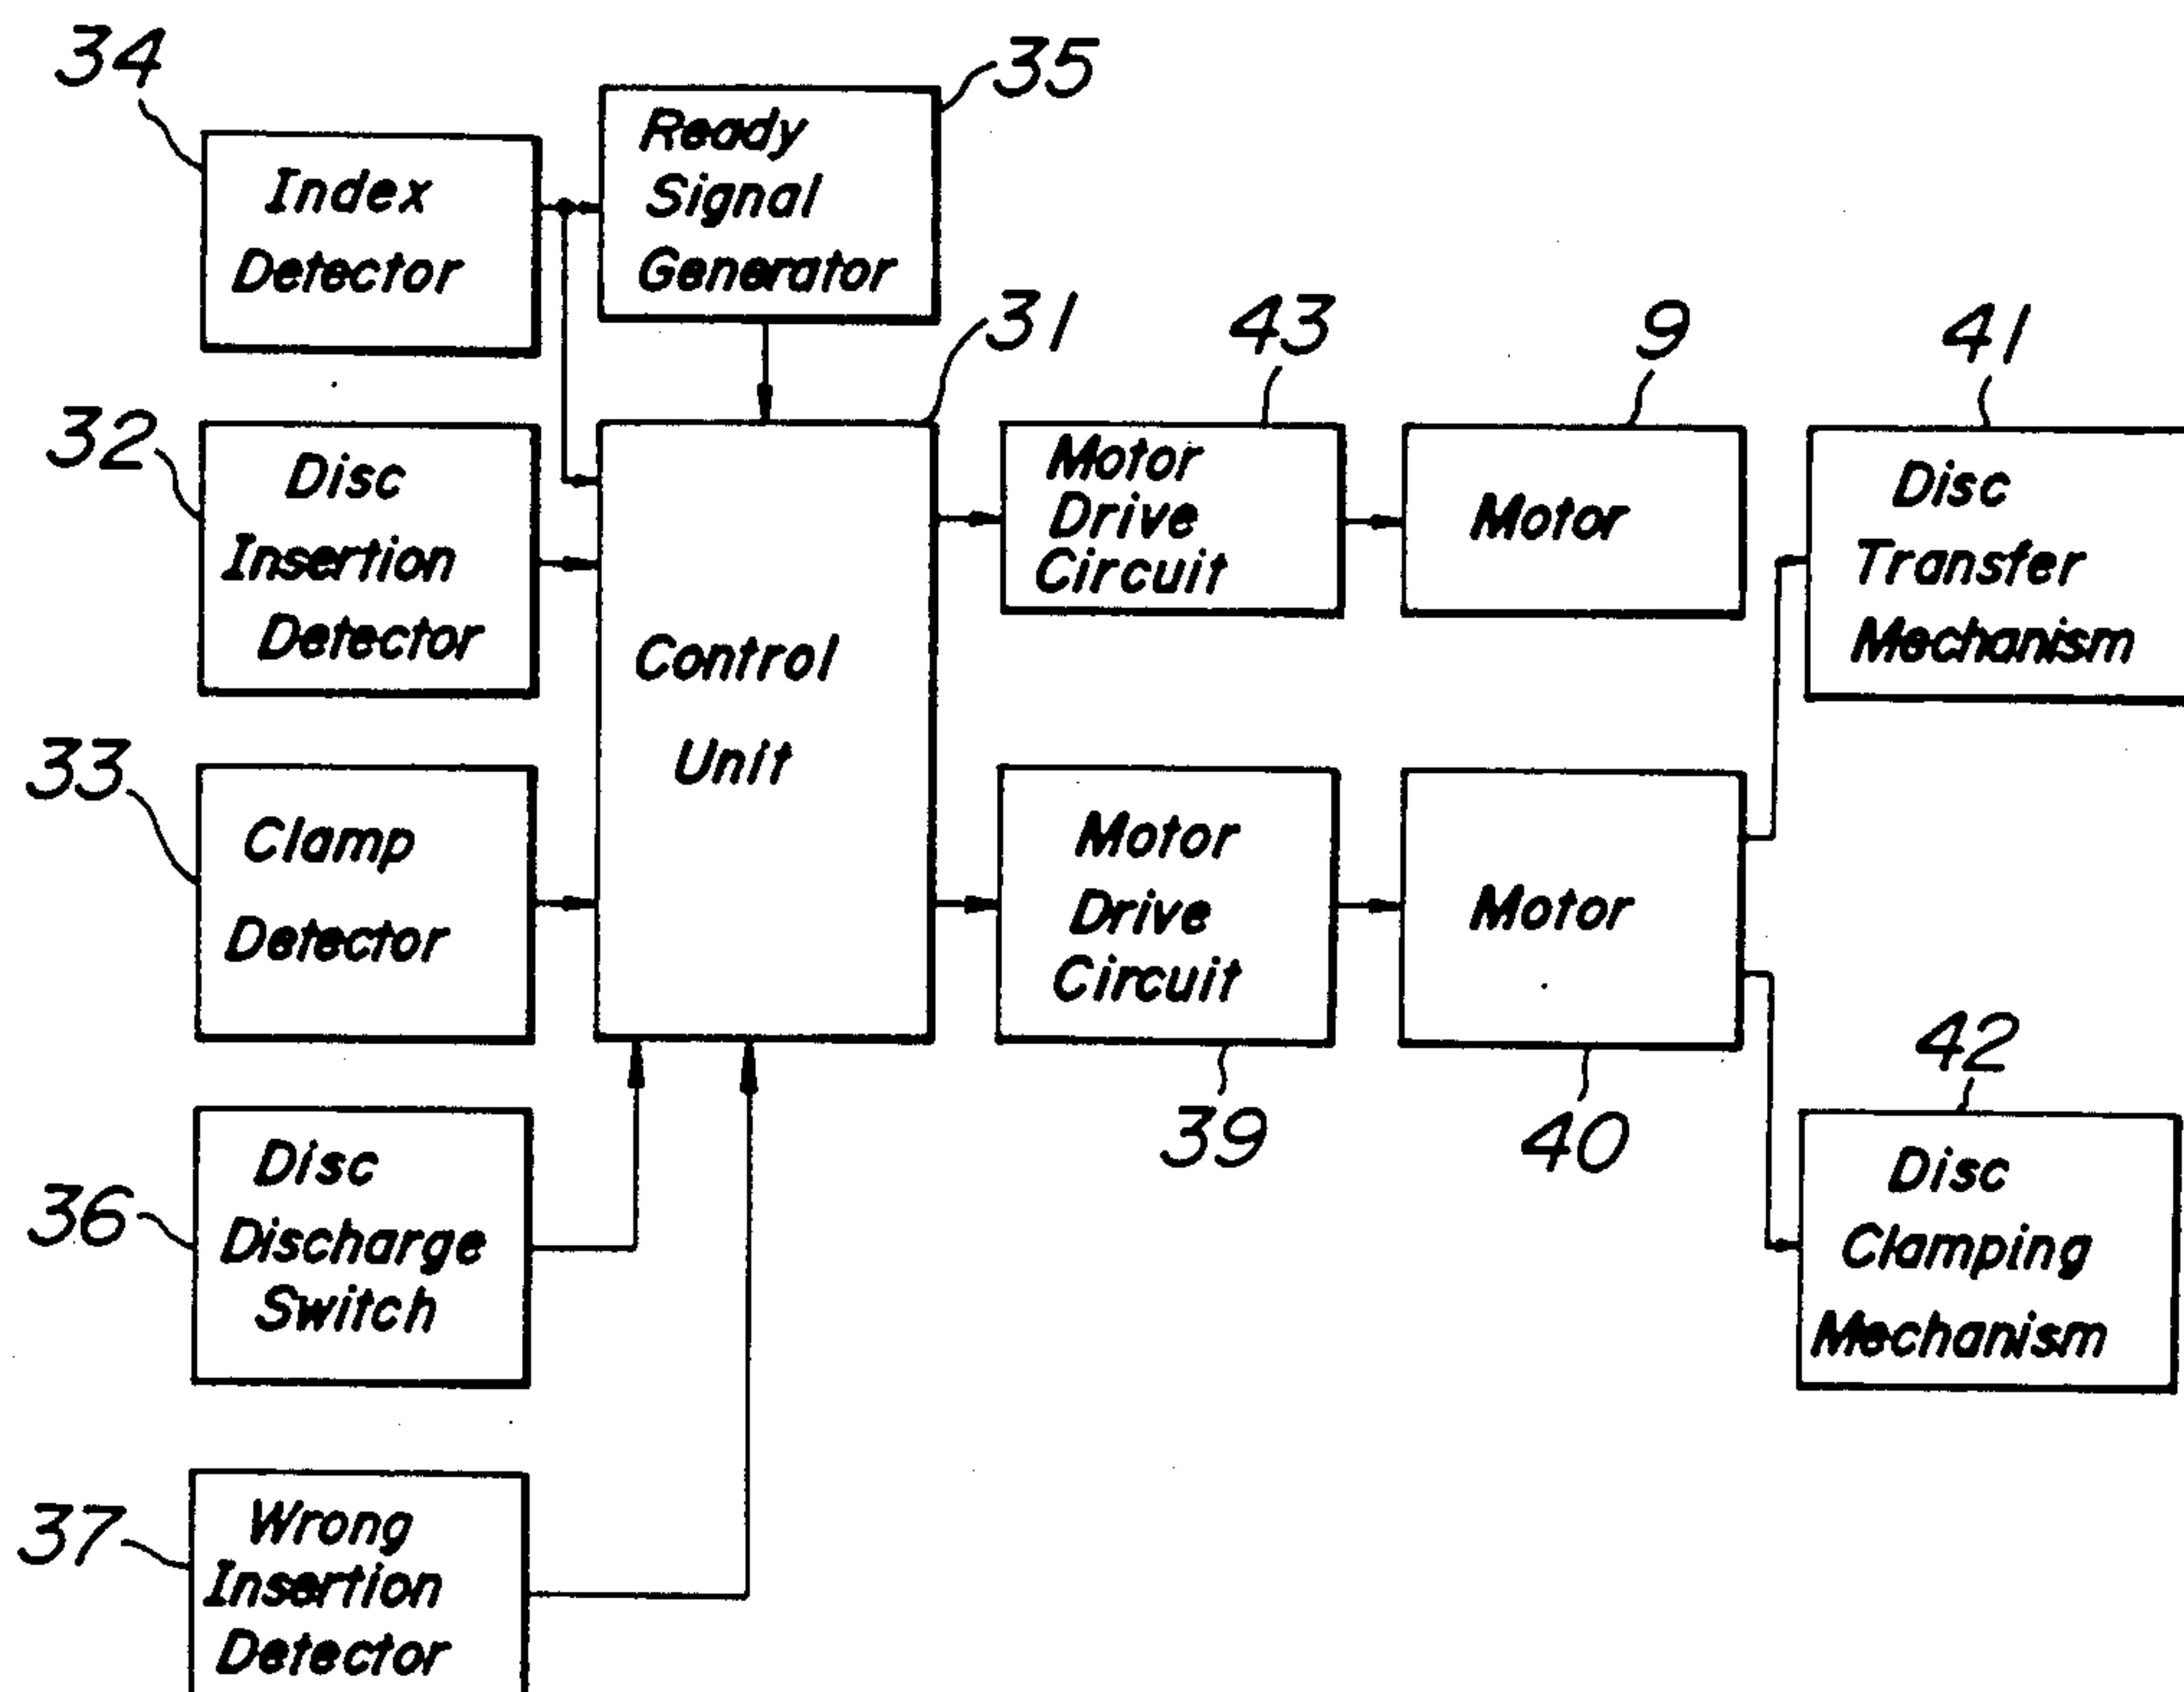 34
Index
Detector
35
Ready
Signal
Generator
31
Control
Unit
32
Disc
Insertion
Detector
33
Clamp
Detector
36
Disc
Discharge
Switch
37
Wrong
Insertion
Detector
43
Motor
Drive
Circuit
9
Motor
41
Disc
Transfer
Mechanism
Motor
Drive
Circuit
39
Motor
40
42
Disc
Clamping
Mechanism